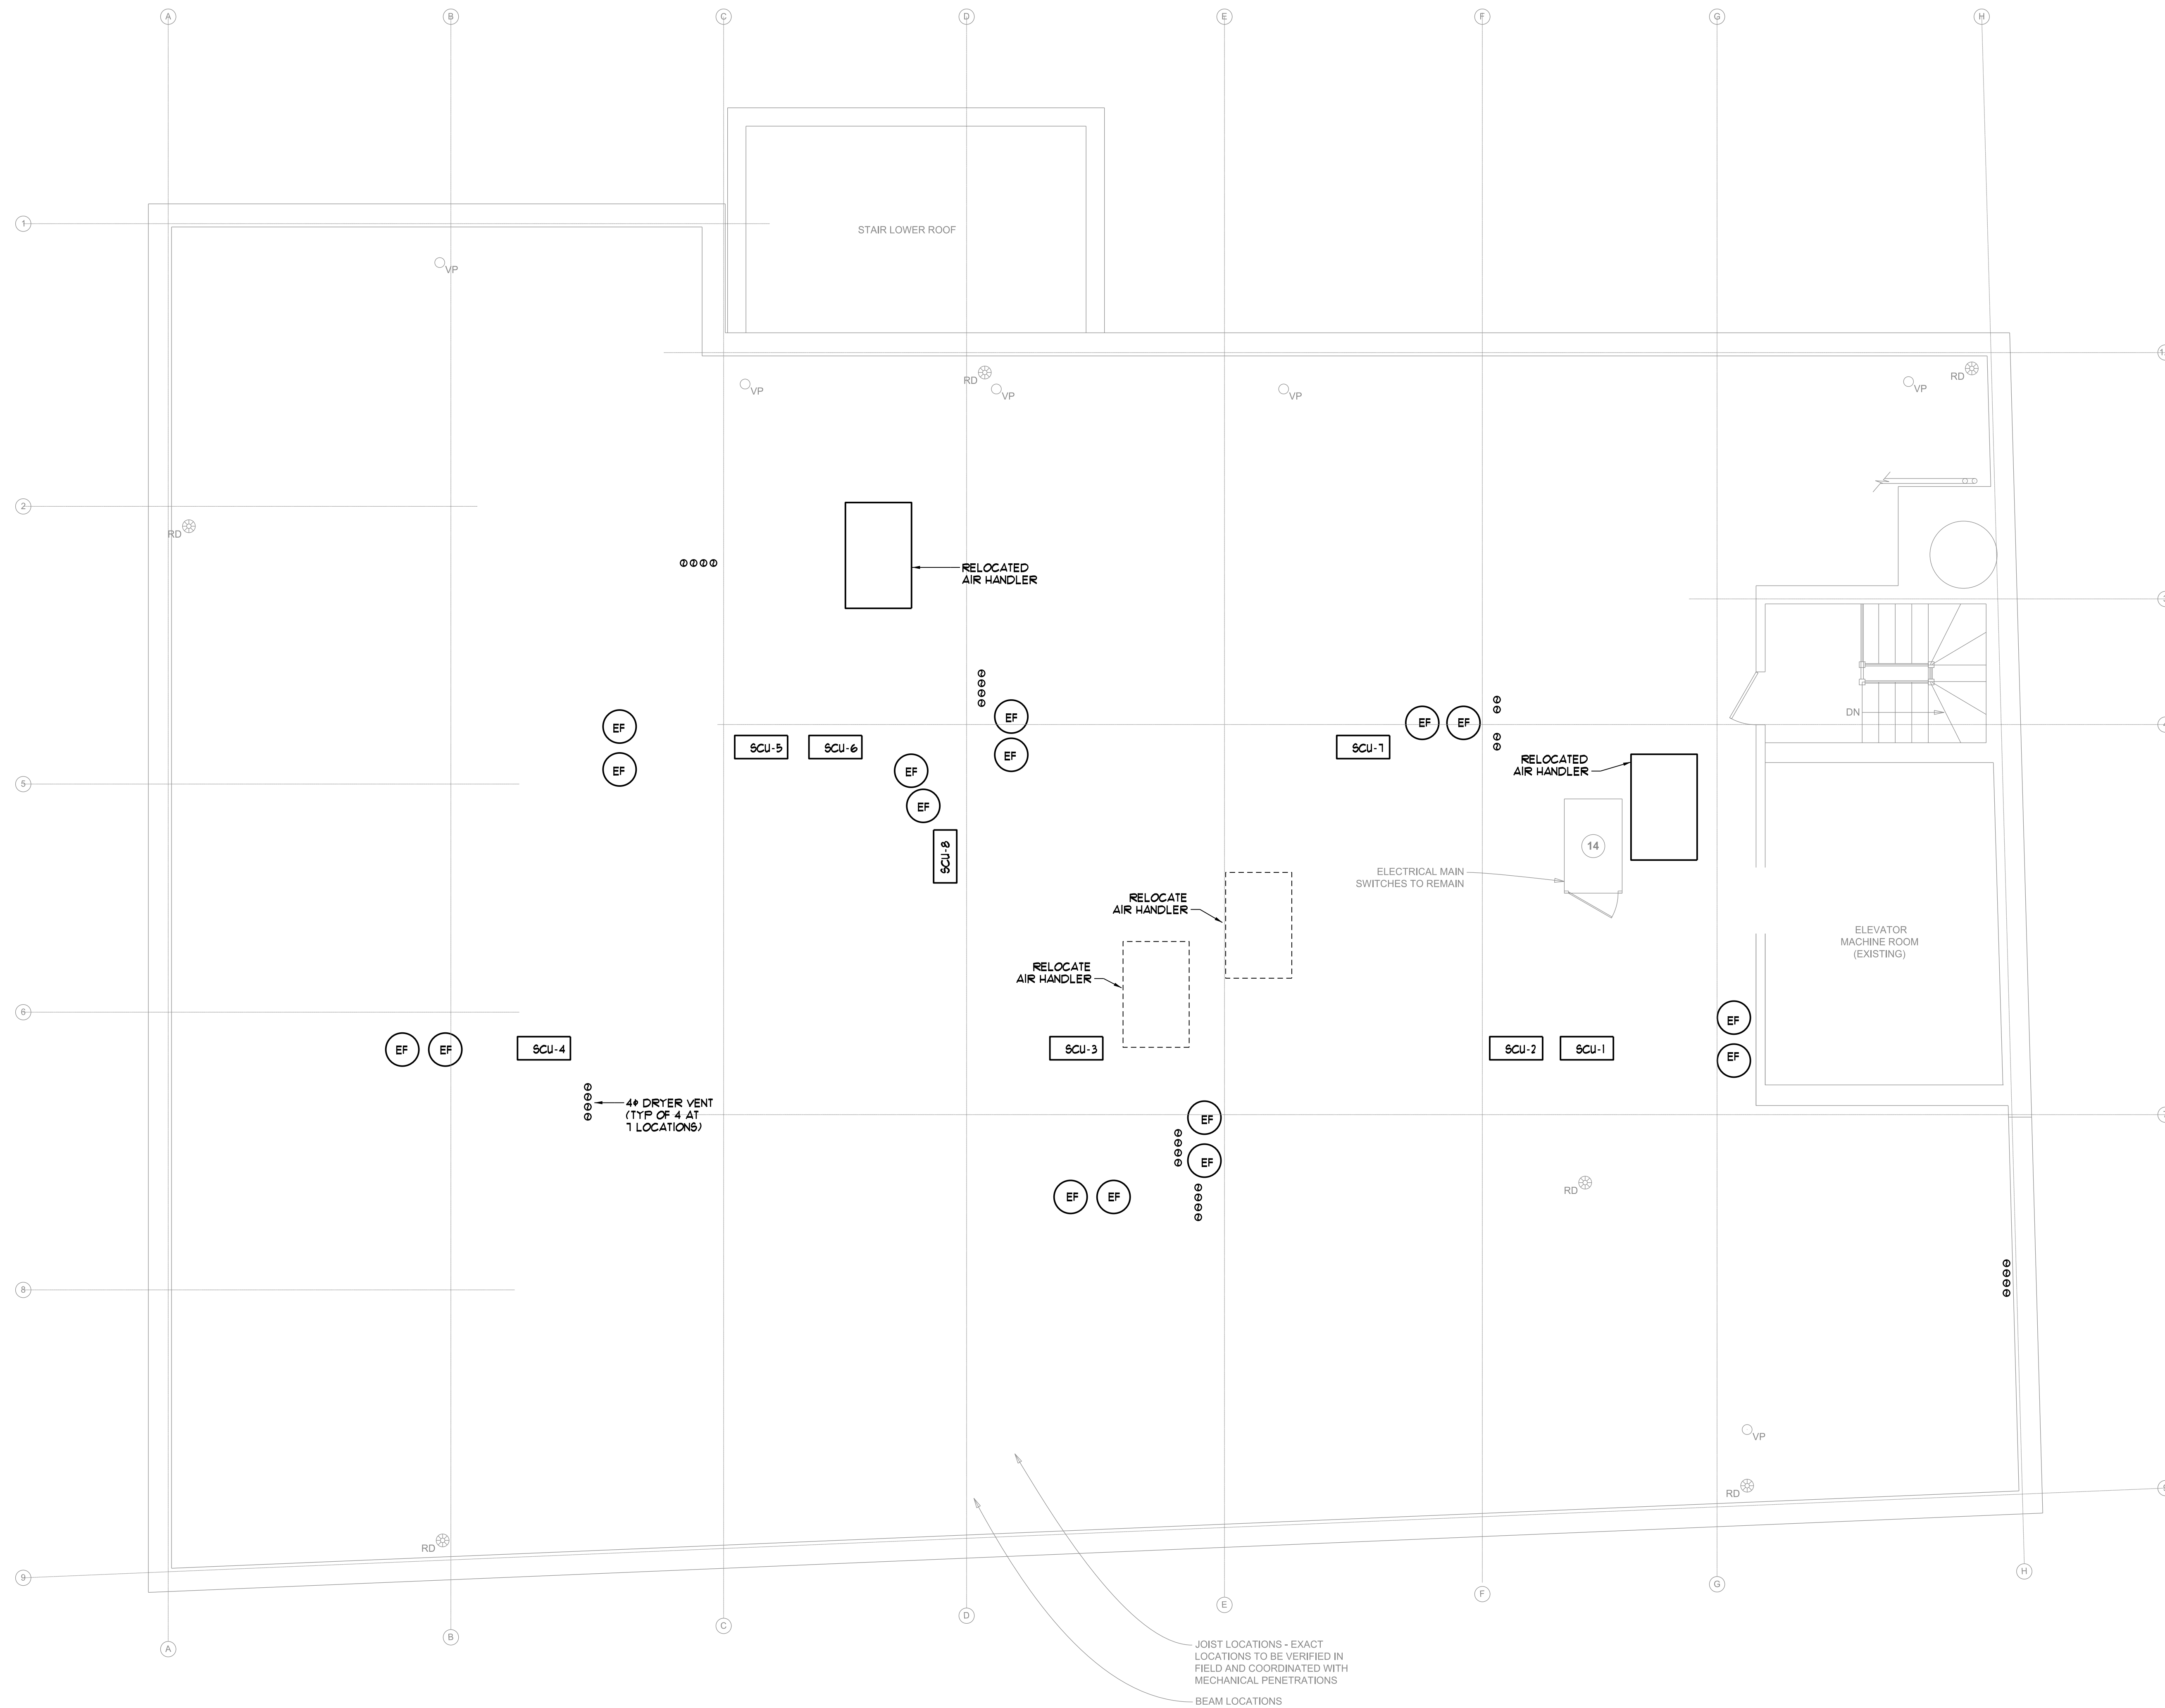 A B C D E F G H
1
STAIR LOWER ROOF
VP
RD
RD
VP
VP
VP
VP
2
RD
RELOCATED
AIR HANDLER
DN
4
EF
EF
EF
EF
EF
EF
SCU-5
SCU-6
SCU-7
RELOCATED
AIR HANDLER
EF
EF
5
SCU-8
14
ELECTRICAL MAIN
SWITCHES TO REMAIN
RELOCATE
AIR HANDLER
ELEVATOR
MACHINE ROOM
(EXISTING)
RELOCATE
AIR HANDLER
6
EF
EF
EF
EF
SCU-4
SCU-3
SCU-2
SCU-1
4Φ DRYER VENT
(TYP OF 4 AT
7 LOCATIONS)
EF
EF
EF
EF
RD
8
VP
RD
RD
9
H
G
F
E
D
C
B
A
JOIST LOCATIONS - EXACT
LOCATIONS TO BE VERIFIED IN
FIELD AND COORDINATED WITH
MECHANICAL PENETRATIONS
BEAM LOCATIONS